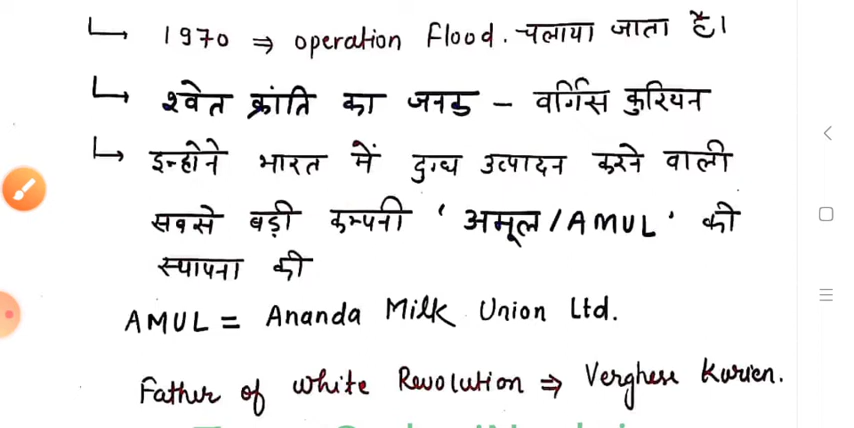 ↳ 1970 ⇒ operation Flood. चलाया जाता है।
↳ श्वेत क्रांति का जनक – वर्गिस कुरियन
↳ इन्होने भारत में दुग्ध उत्पादन करने वाली
सबसे बड़ी कम्पनी ' अमूल/AMUL ' की
स्थापना की
AMUL = Ananda Milk Union Ltd.
Father of white Revolution ⇒ Verghese Kurien.